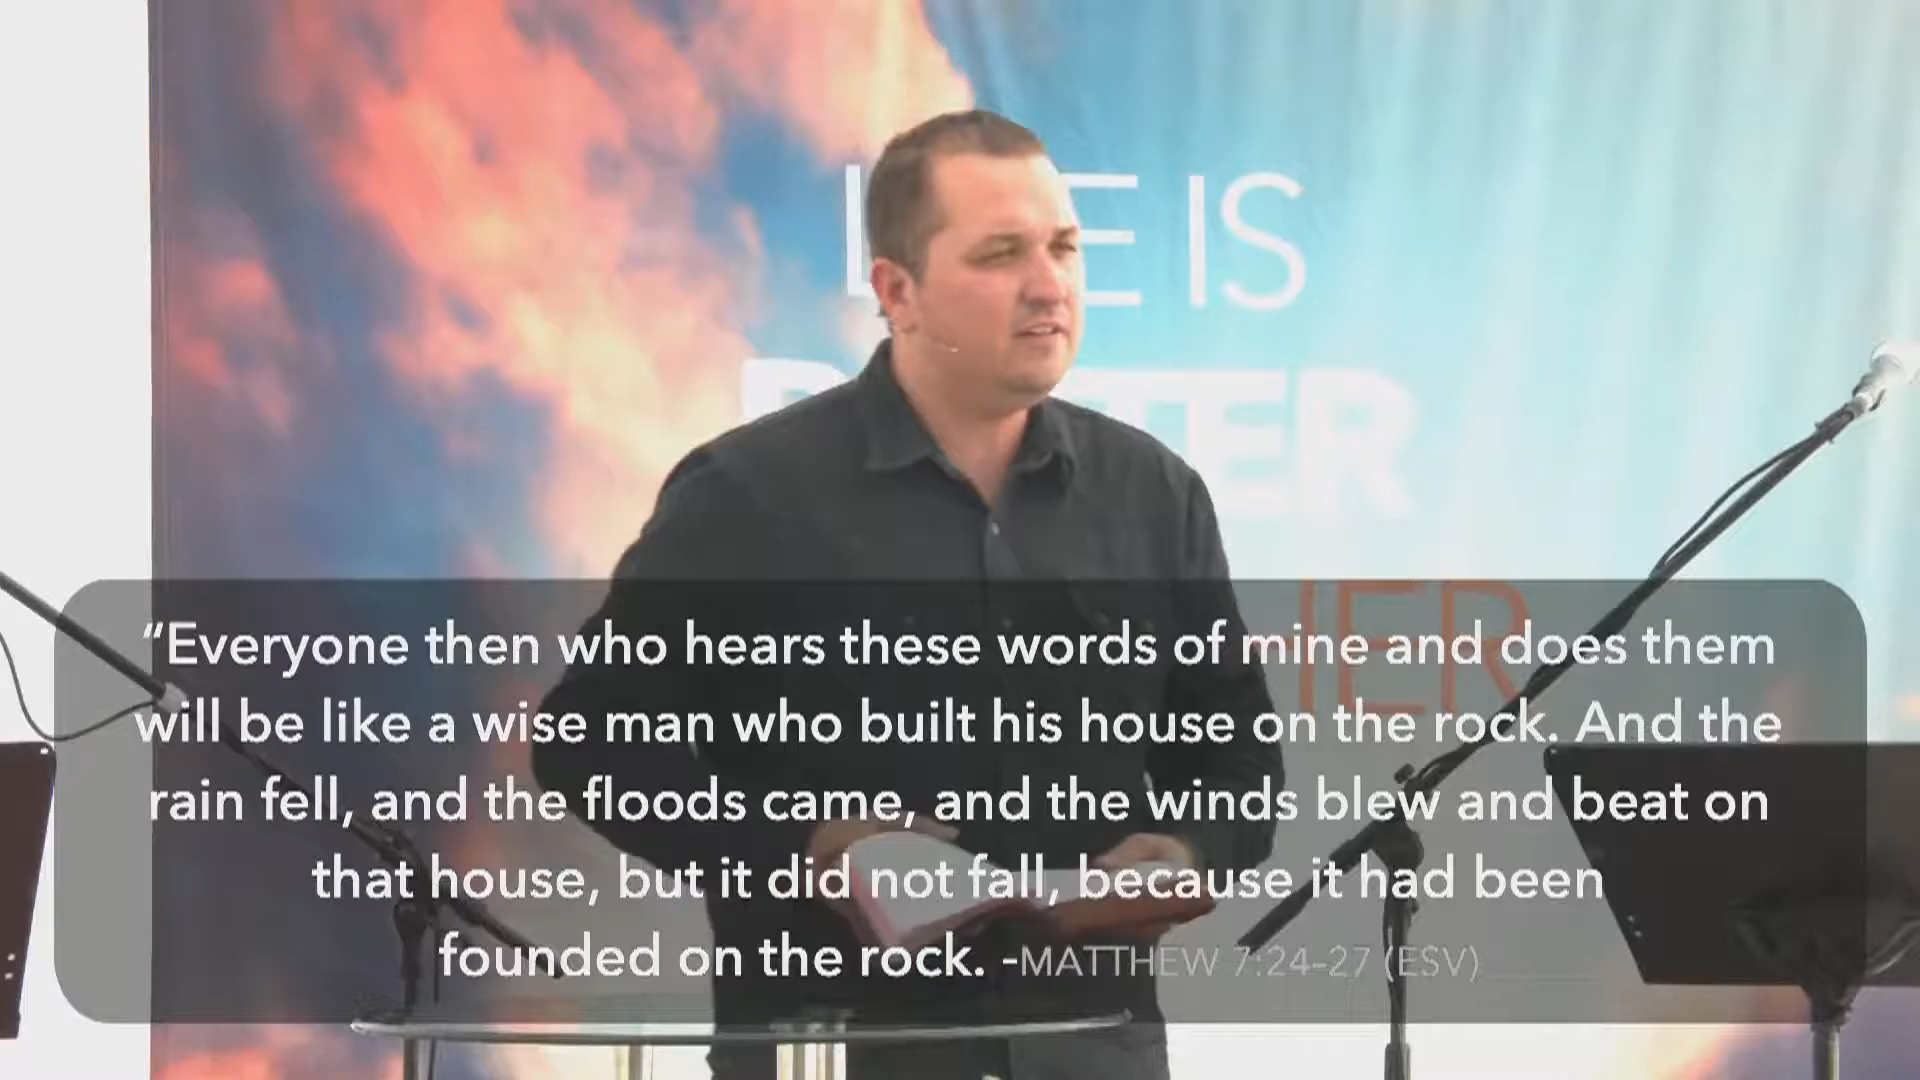 IS
“Everyone then who hears these words of mine and does them
will be like a wise man who built his house on the rock. And the
rain fell, and the floods came, and the winds blew and beat on
that house, but it did not fall, because it had been
founded on the rock. -MATTHEW 7:24-27 (ESV)